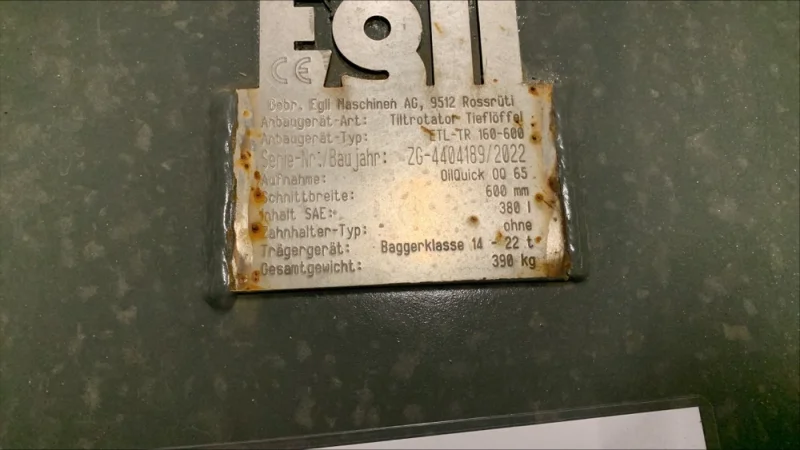 Egli
CE
Gebr. Egli Maschinen AG, 9512 Rossrüti
Anbaugerät-Art: Tiltrotator Tieflöffel
Anbaugerät-Typ: ETL-TR 160-600
Serie-Nr./Baujahr: ZG-4404189/2022
Aufnahme: OilQuick OQ 65
Schnittbreite: 600 mm
Inhalt SAE: 380 l
Zahnhalter-Typ: ohne
Trägergerät: Baggerklasse 14 - 22 t
Gesamtgewicht: 390 kg